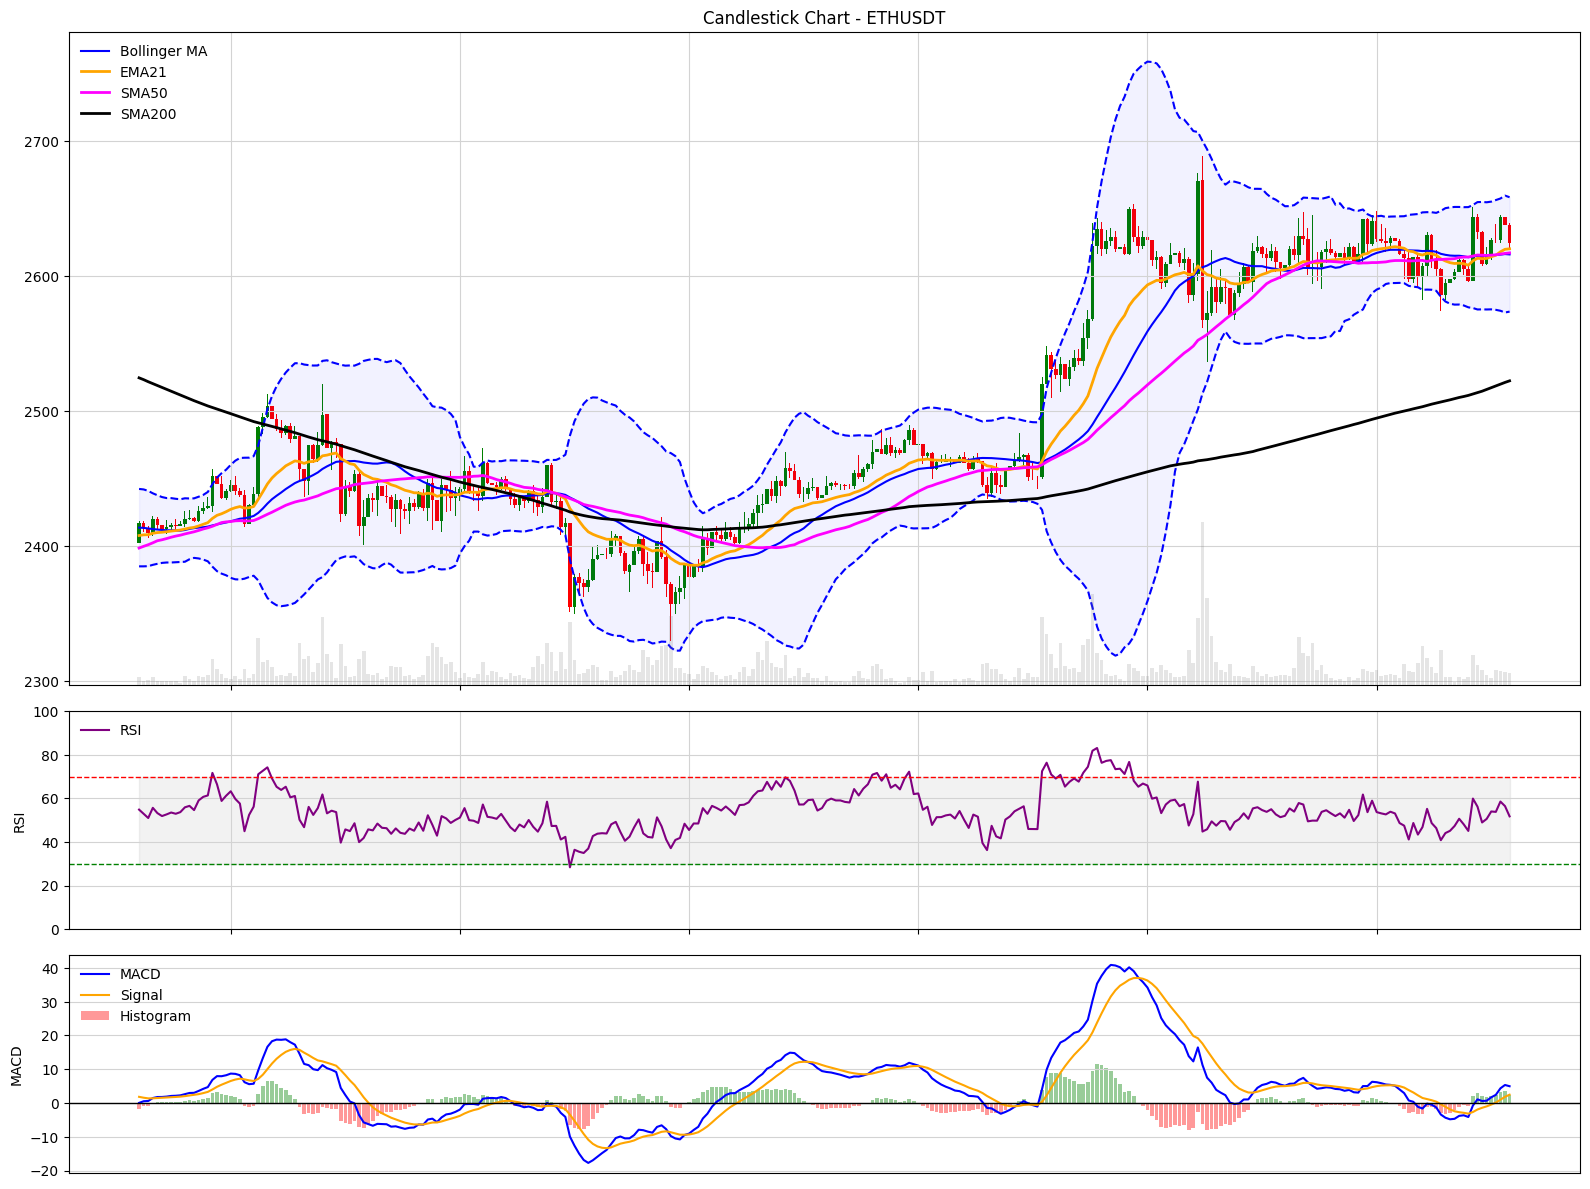 Candlestick Chart - ETHUSDT
Bollinger MA
EMA21
SMA50
SMA200
2700
2600
2500
2400
2300
100
80
60
40
20
0
RSI
RSI
40
30
20
10
0
−10
−20
MACD
MACD
Signal
Histogram